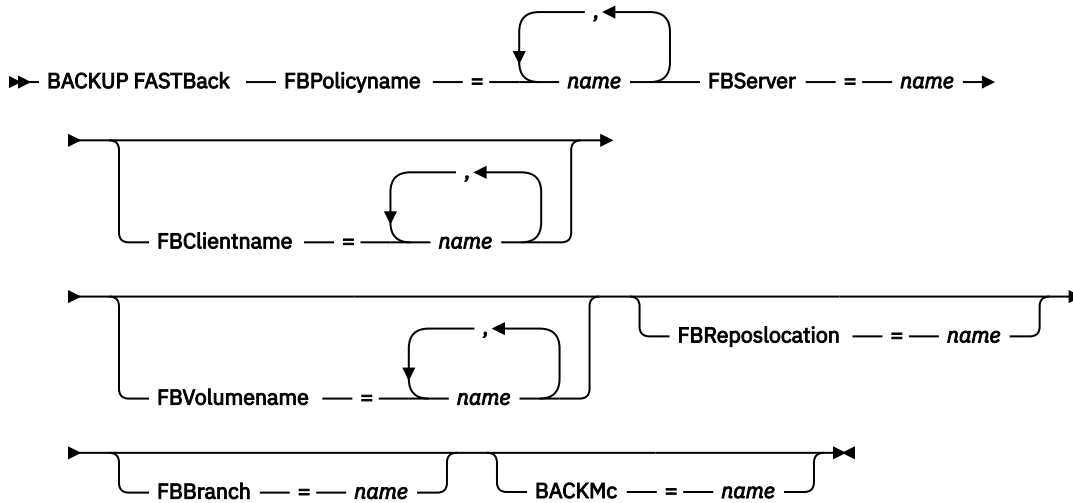 ,
BACKUP FASTBack FBPolicyname = name FBServer = name
,
FBClientname = name
,
FBReposlocation = name
FBVolumename = name
FBBranch = name BACKMc = name